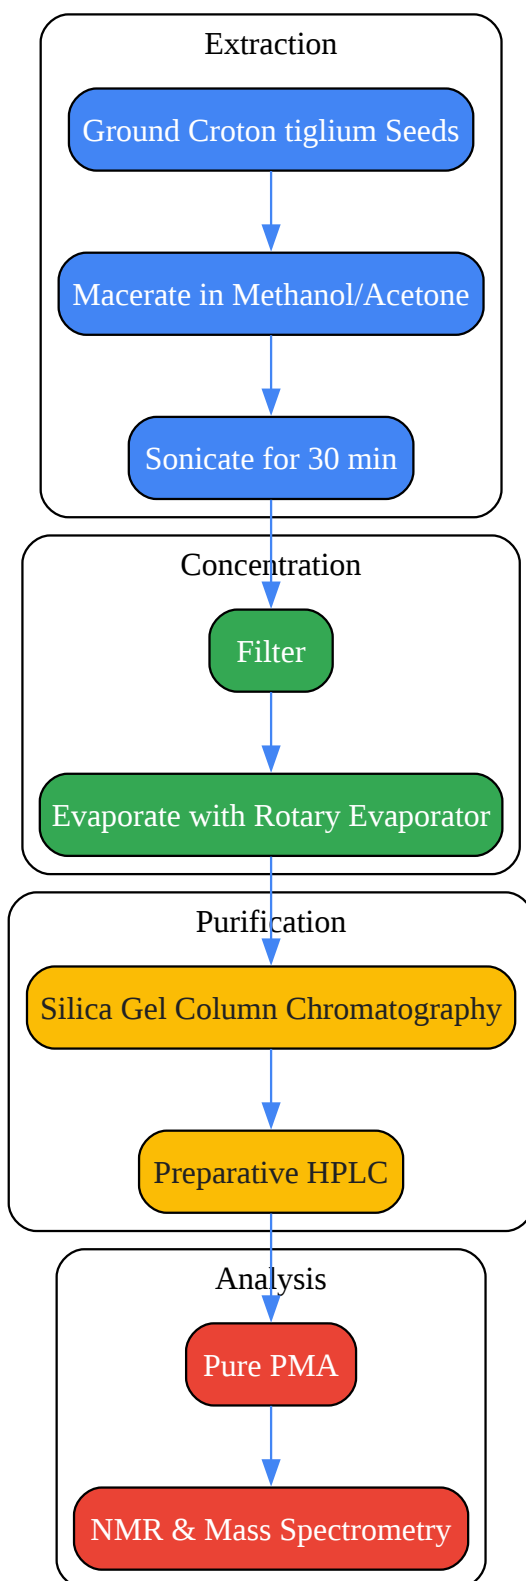 Extraction
Ground Croton tiglium Seeds
Macerate in Methanol/Acetone
Sonicate for 30 min
Concentration
Filter
Evaporate with Rotary Evaporator
Purification
Silica Gel Column Chromatography
Preparative HPLC
Analysis
Pure PMA
NMR & Mass Spectrometry